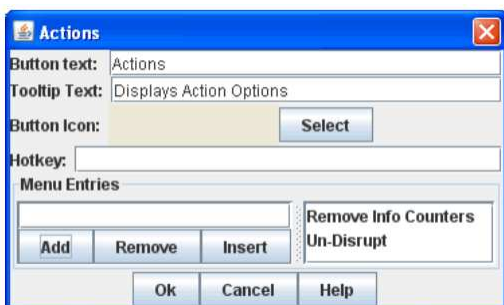 Actions
Button text: Actions
Tooltip Text: Displays Action Options
Button Icon: Select
Hotkey:
Menu Entries
Remove Info Counters
Un-Disrupt
Add Remove Insert
Ok Cancel Help